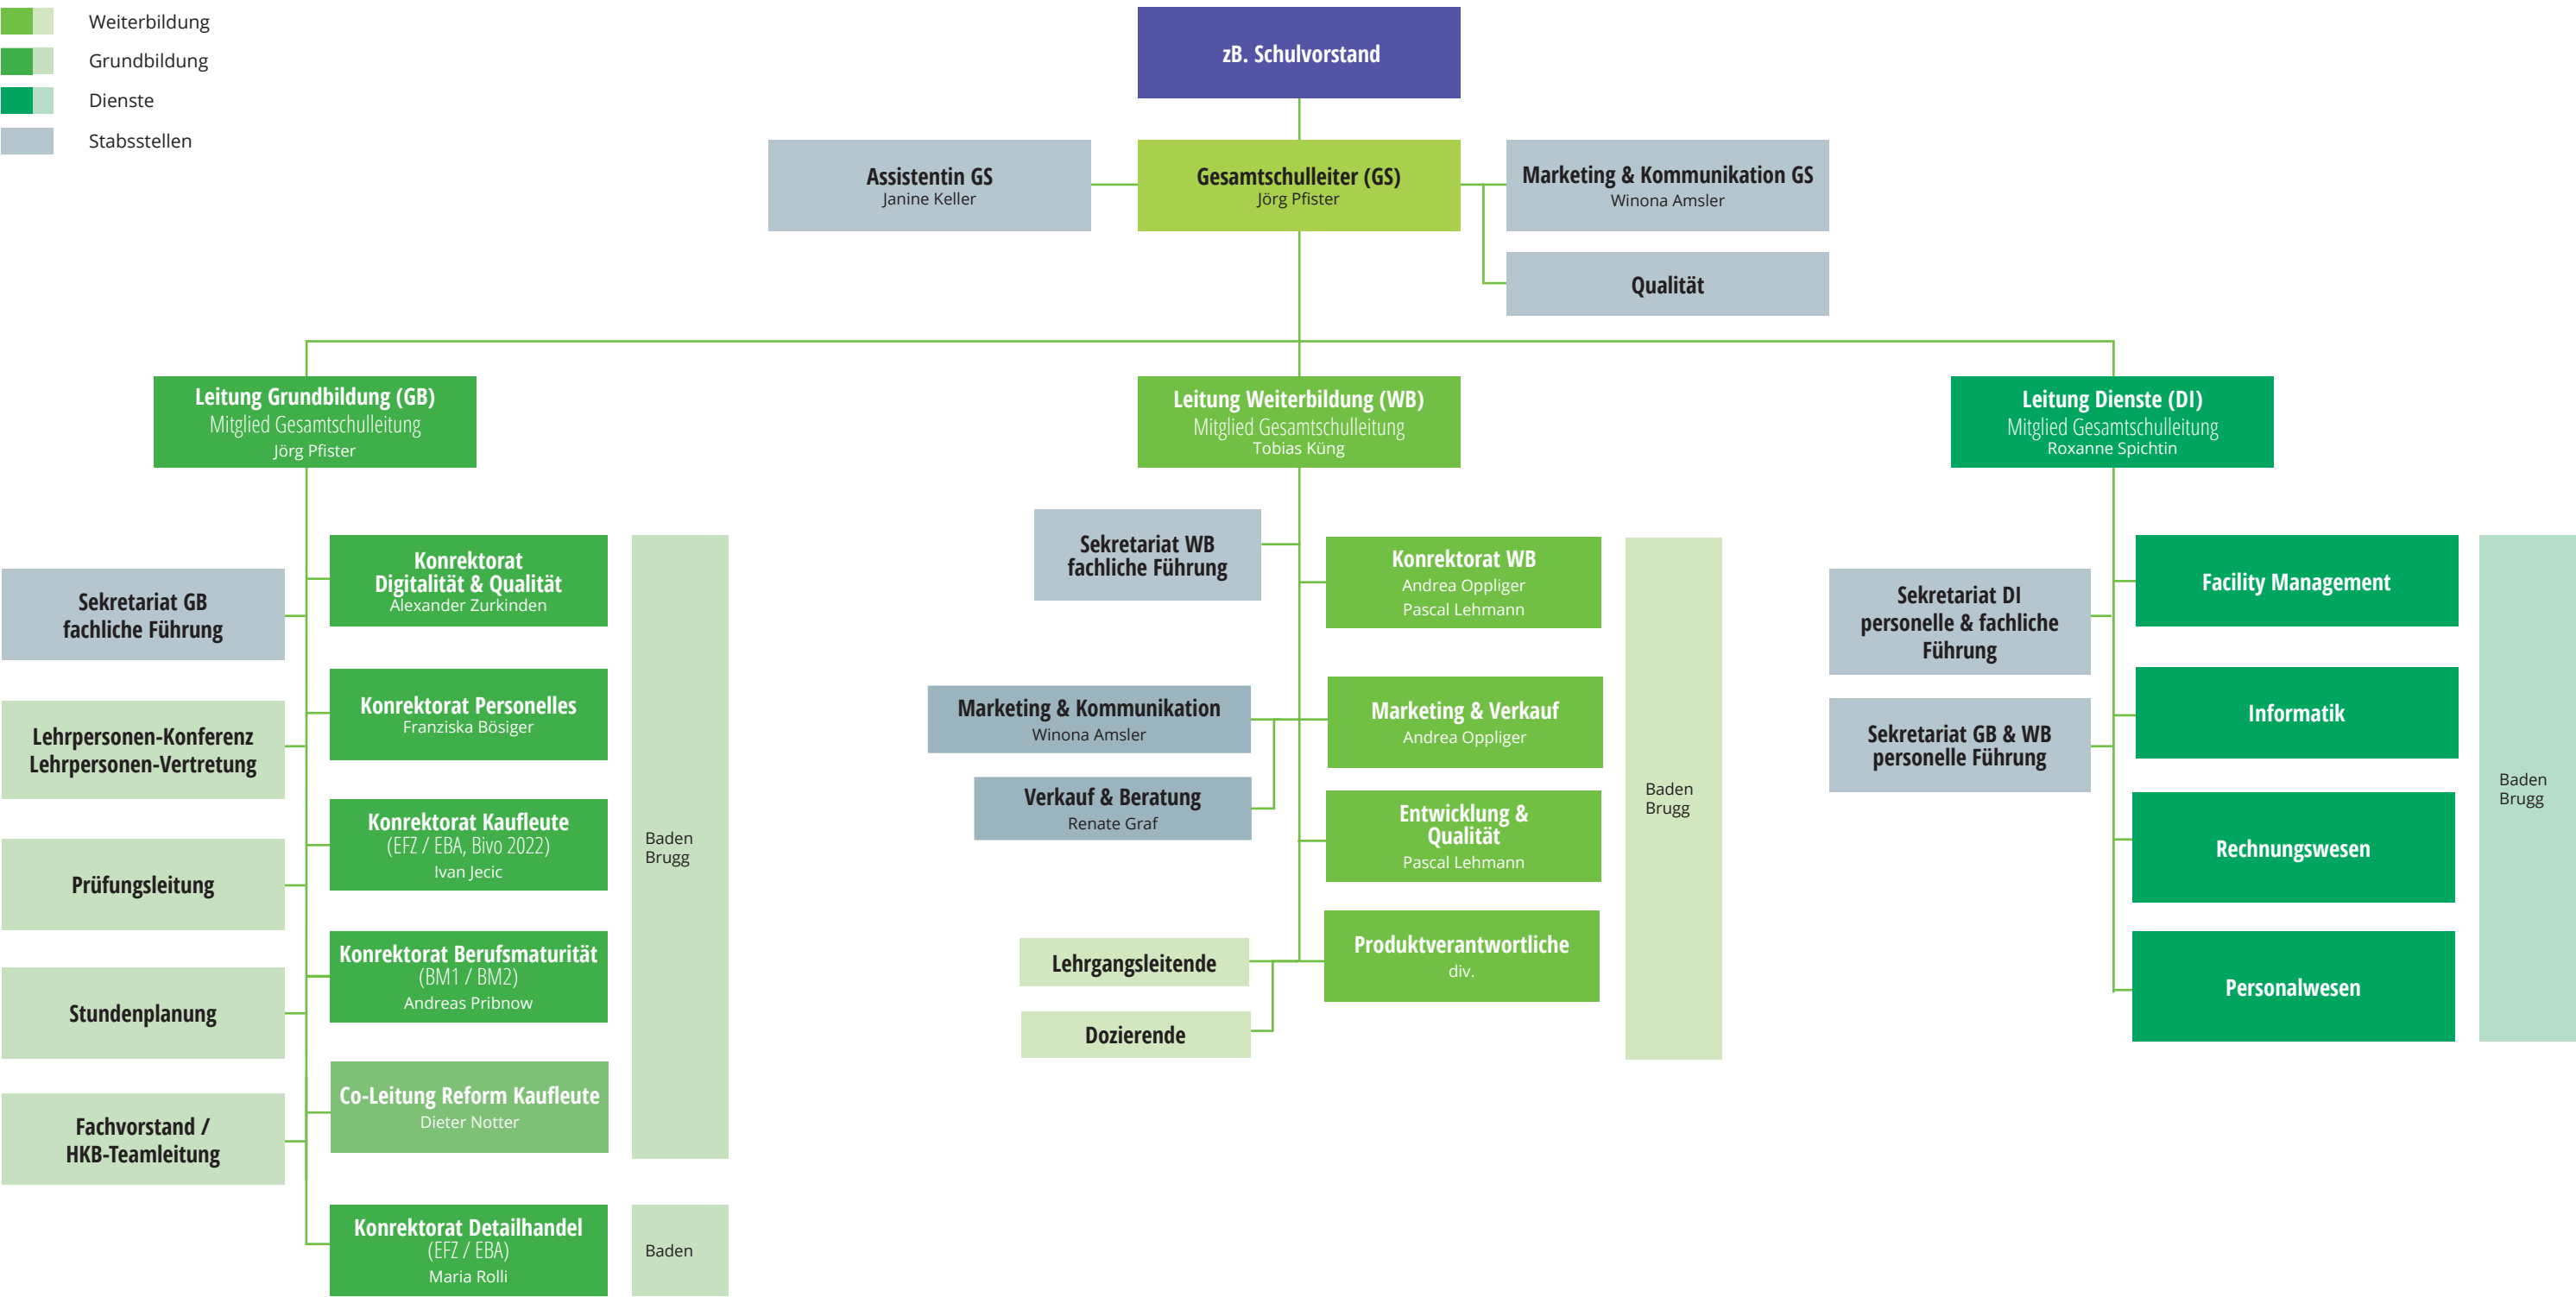 Weiterbildung
Grundbildung
Dienste
Stabsstellen
zB. Schulvorstand
Assistentin GS
Janine Keller
Gesamtschulleiter (GS)
Jörg Pfister
Marketing & Kommunikation GS
Winona Amsler
Qualität
Leitung Grundbildung (GB)
Mitglied Gesamtschulleitung
Jörg Pfister
Leitung Weiterbildung (WB)
Mitglied Gesamtschulleitung
Tobias Küng
Leitung Dienste (DI)
Mitglied Gesamtschulleitung
Roxanne Spichtin
Sekretariat GB
fachliche Führung
Lehrpersonen-Konferenz
Lehrpersonen-Vertretung
Prüfungsleitung
Stundenplanung
Fachvorstand /
HKB-Teamleitung
Konrektorat
Digitalität & Qualität
Alexander Zurkinden
Konrektorat Personelles
Franziska Bösiger
Konrektorat Kaufleute
(EFZ / EBA, Bivo 2022)
Ivan Jecic
Konrektorat Berufsmaturität
(BM1 / BM2)
Andreas Pribnow
Co-Leitung Reform Kaufleute
Dieter Notter
Konrektorat Detailhandel
(EFZ / EBA)
Maria Rolli
Baden
Brugg
Baden
Sekretariat WB
fachliche Führung
Marketing & Kommunikation
Winona Amsler
Verkauf & Beratung
Renate Graf
Lehrgangsleitende
Dozierende
Konrektorat WB
Andrea Oppliger
Pascal Lehmann
Marketing & Verkauf
Andrea Oppliger
Entwicklung &
Qualität
Pascal Lehmann
Produktverantwortliche
div.
Baden
Brugg
Sekretariat DI
personelle & fachliche
Führung
Sekretariat GB & WB
personelle Führung
Facility Management
Informatik
Rechnungswesen
Personalwesen
Baden
Brugg